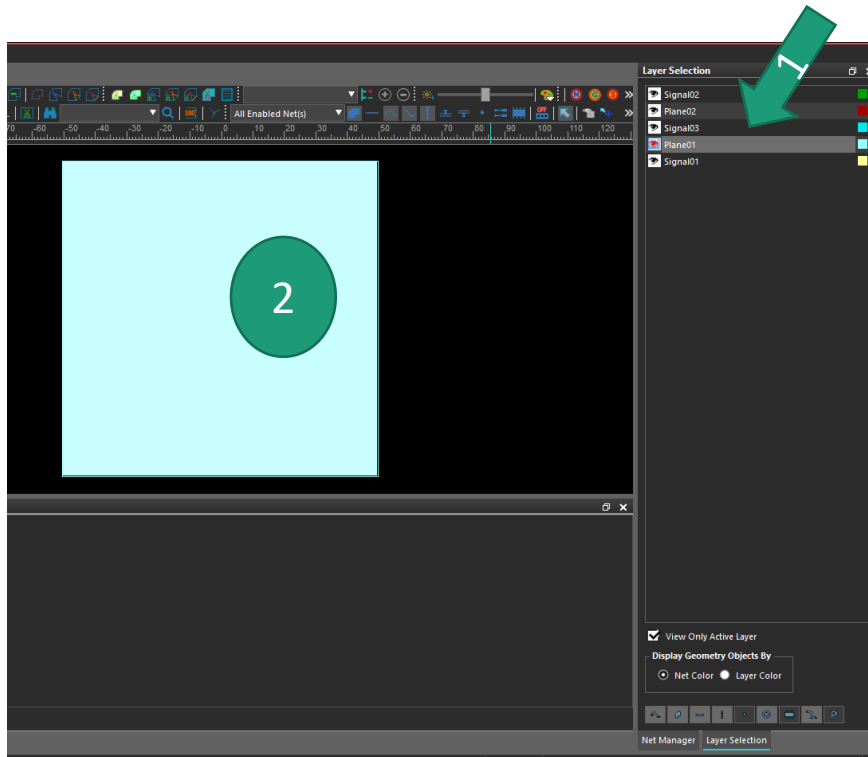 1
Layer Selection
Signal02
Plane02
Signal03
Plane01
Signal01
All Enabled Net(s)
70 -60 -50 -40 -30 -20 -10 0 10 20 30 40 50 60 70 80 90 100 110 120
2
View Only Active Layer
Display Geometry Objects By
Net Color Layer Color
Net Manager Layer Selection